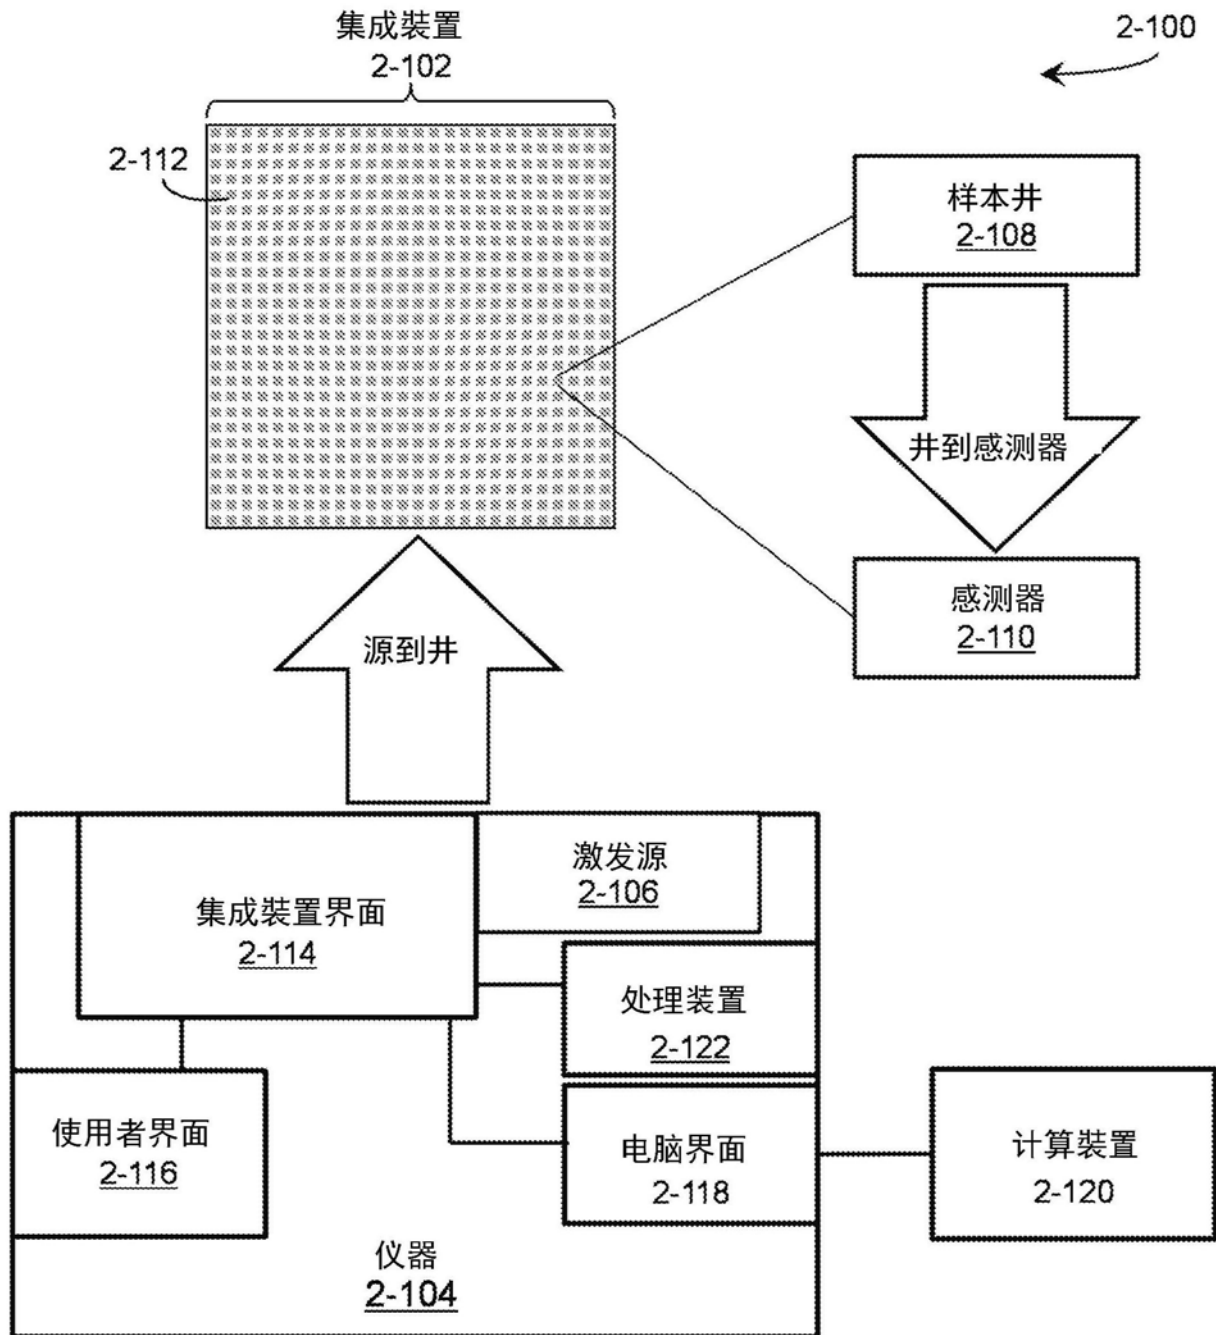 集成裝置
2-102
2-100
2-112
样本井
2-108
井到感测器
感测器
2-110
源到井
激发源
2-106
集成裝置界面
2-114
处理装置
2-122
使用者界面
2-116
电脑界面
2-118
计算裝置
2-120
仪器
2-104